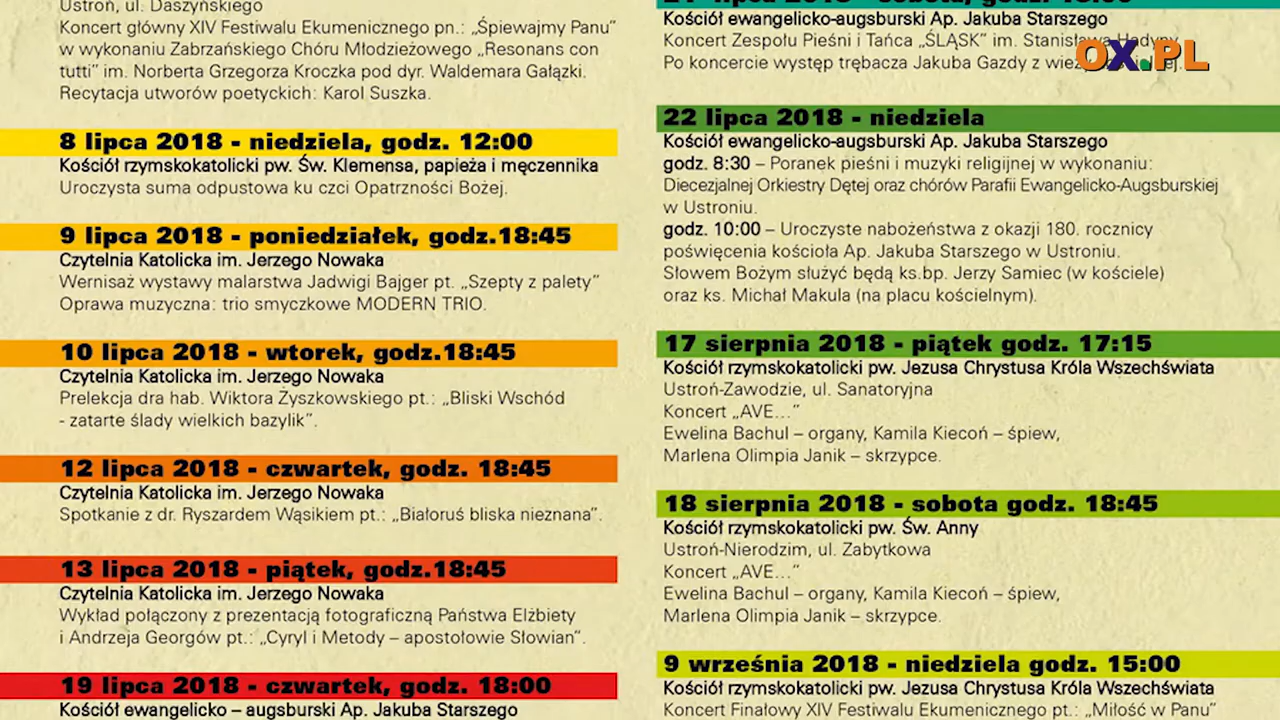 Ustroń, ul. Daszyńskiego
Koncert główny XIV Festiwalu Ekumenicznego pn.: „Śpiewajmy Panu”
w wykonaniu Zabrzańskiego Chóru Młodzieżowego „Resonans con
tutti” im. Norberta Grzegorza Kroczka pod dyr. Waldemara Gałązki.
Recytacja utworów poetyckich: Karol Suszka.
8 lipca 2018 - niedziela, godz. 12:00
Kościół rzymskokatolicki pw. Św. Klemensa, papieża i męczennika
Uroczysta suma odpustowa ku czci Opatrzności Bożej.
9 lipca 2018 - poniedziałek, godz.18:45
Czytelnia Katolicka im. Jerzego Nowaka
Wernisaż wystawy malarstwa Jadwigi Bajger pt. „Szepty z palety”
Oprawa muzyczna: trio smyczkowe MODERN TRIO.
10 lipca 2018 - wtorek, godz.18:45
Czytelnia Katolicka im. Jerzego Nowaka
Prelekcja dra hab. Wiktora Żyszkowskiego pt.: „Bliski Wschód
- zatarte ślady wielkich bazylik”.
12 lipca 2018 - czwartek, godz. 18:45
Czytelnia Katolicka im. Jerzego Nowaka
Spotkanie z dr. Ryszardem Wąsikiem pt.: „Białoruś bliska nieznana”.
13 lipca 2018 - piątek, godz.18:45
Czytelnia Katolicka im. Jerzego Nowaka
Wykład połączony z prezentacją fotograficzną Państwa Elżbiety
i Andrzeja Georgów pt.: „Cyryl i Metody – apostołowie Słowian”.
19 lipca 2018 - czwartek, godz. 18:00
Kościół ewangelicko – augsburski Ap. Jakuba Starszego
lipca 2018 - sobota, godz.
Kościół ewangelicko-augsburski Ap. Jakuba Starszego
Koncert Zespołu Pieśni i Tańca „ŚLĄSK” im. Stanisława Hadyny
Po koncercie występ trębacza Jakuba Gazdy z wieży
OX.PL
22 lipca 2018 - niedziela
Kościół ewangelicko-augsburski Ap. Jakuba Starszego
godz. 8:30 – Poranek pieśni i muzyki religijnej w wykonaniu:
Diecezjalnej Orkiestry Dętej oraz chórów Parafii Ewangelicko-Augsburskiej
w Ustroniu.
godz. 10:00 – Uroczyste nabożeństwo z okazji 180. rocznicy
poświęcenia kościoła Ap. Jakuba Starszego w Ustroniu.
Słowem Bożym służyć będą ks.bp. Jerzy Samiec (w kościele)
oraz ks. Michał Makula (na placu kościelnym).
17 sierpnia 2018 - piątek godz. 17:15
Kościół rzymskokatolicki pw. Jezusa Chrystusa Króla Wszechświata
Ustroń-Zawodzie, ul. Sanatoryjna
Koncert „AVE...”
Ewelina Bachul – organy, Kamila Kiecoń – śpiew,
Marlena Olimpia Janik – skrzypce.
18 sierpnia 2018 - sobota godz. 18:45
Kościół rzymskokatolicki pw. Św. Anny
Ustroń-Nierodzim, ul. Zabytkowa
Koncert „AVE...”
Ewelina Bachul – organy, Kamila Kiecoń – śpiew,
Marlena Olimpia Janik – skrzypce.
9 września 2018 - niedziela godz. 15:00
Kościół rzymskokatolicki pw. Jezusa Chrystusa Króla Wszechświata
Koncert Finałowy XIV Festiwalu Ekumenicznego pt.: „Miłość w Panu”